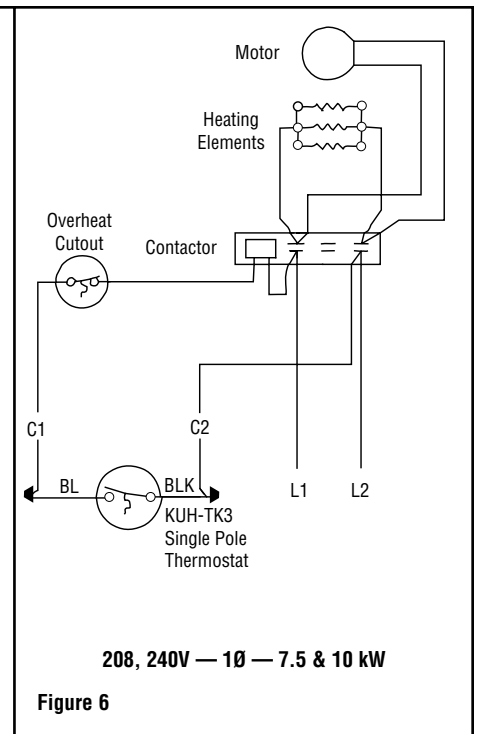 Motor
Heating
Elements
Overheat
Cutout
Contactor
C1
C2
BL
BLK
L1
L2
KUH-TK3
Single Pole
Thermostat
208, 240V — 1Ø — 7.5 & 10 kW
Figure 6